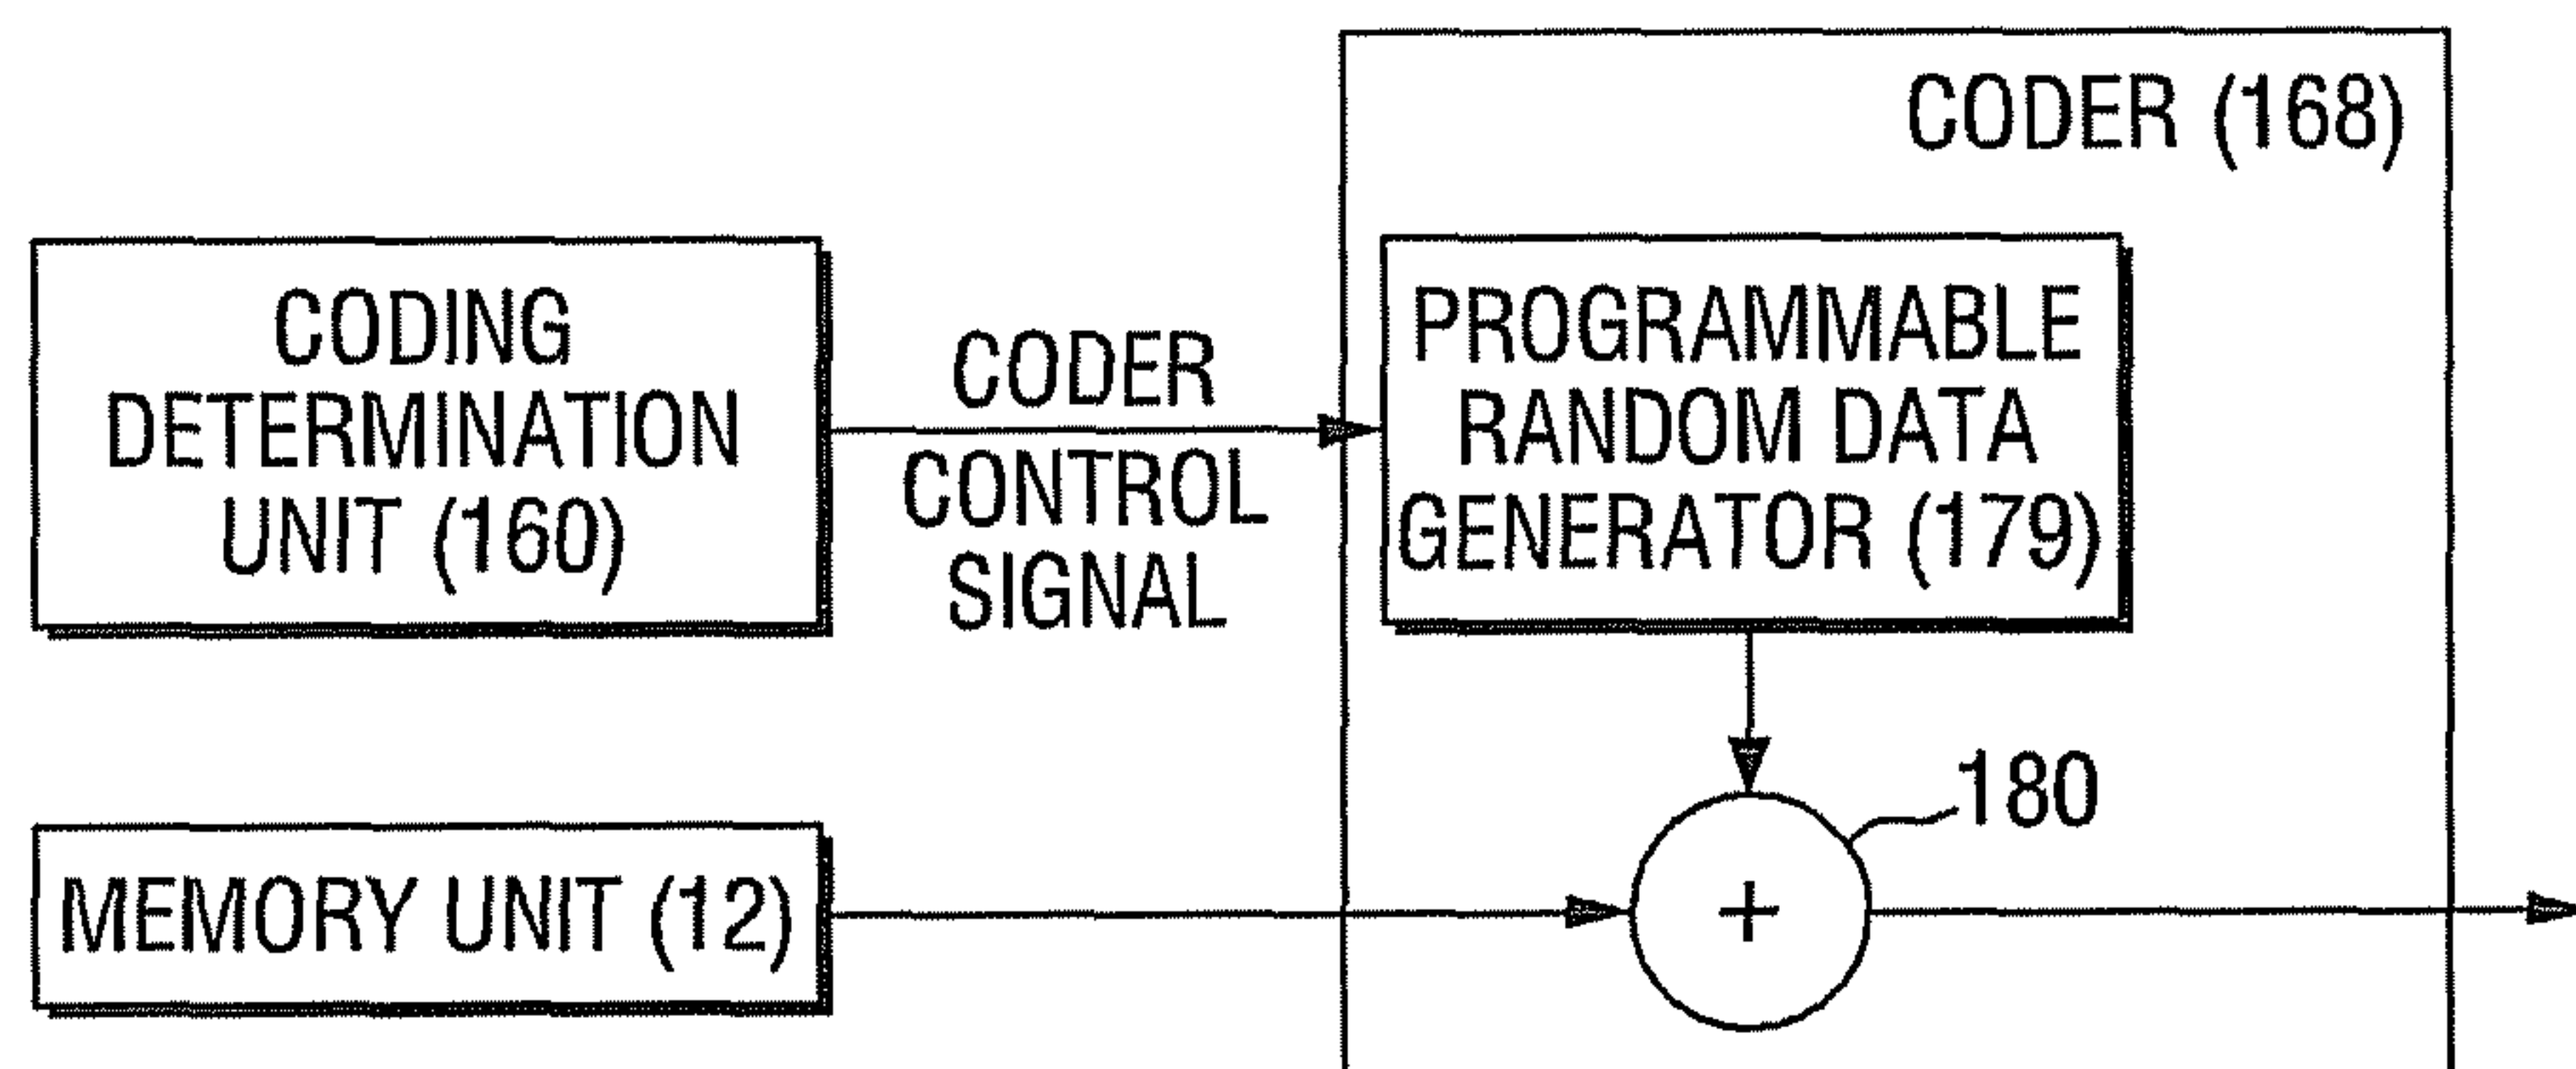 CODER (168)
CODING
DETERMINATION
UNIT (160)
CODER
CONTROL
SIGNAL
PROGRAMMABLE
RANDOM DATA
GENERATOR (179)
180
MEMORY UNIT (12)
+